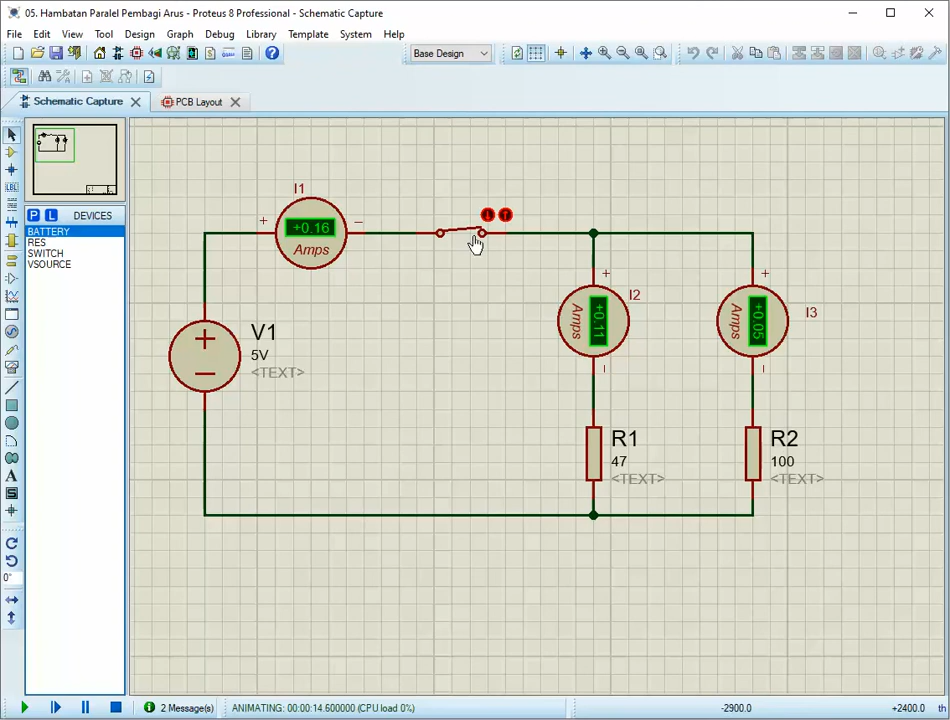 05. Hambatan Paralel Pembagi Arus - Proteus 8 Professional - Schematic Capture
File Edit View Tool Design Graph Debug Library Template System Help
Base Design
Schematic Capture
PCB Layout
P L DEVICES
BATTERY
RES
SWITCH
VSOURCE
LBL
A
S
0°
I1
+ +0.16 −
Amps
V1
5V
<TEXT>
+
−
+
I2
+0.11
Amps
−
+
I3
+0.05
Amps
−
R1
47
<TEXT>
R2
100
<TEXT>
2 Message(s)
ANIMATING: 00:00:14.600000 (CPU load 0%)
-2900.0
+2400.0
th